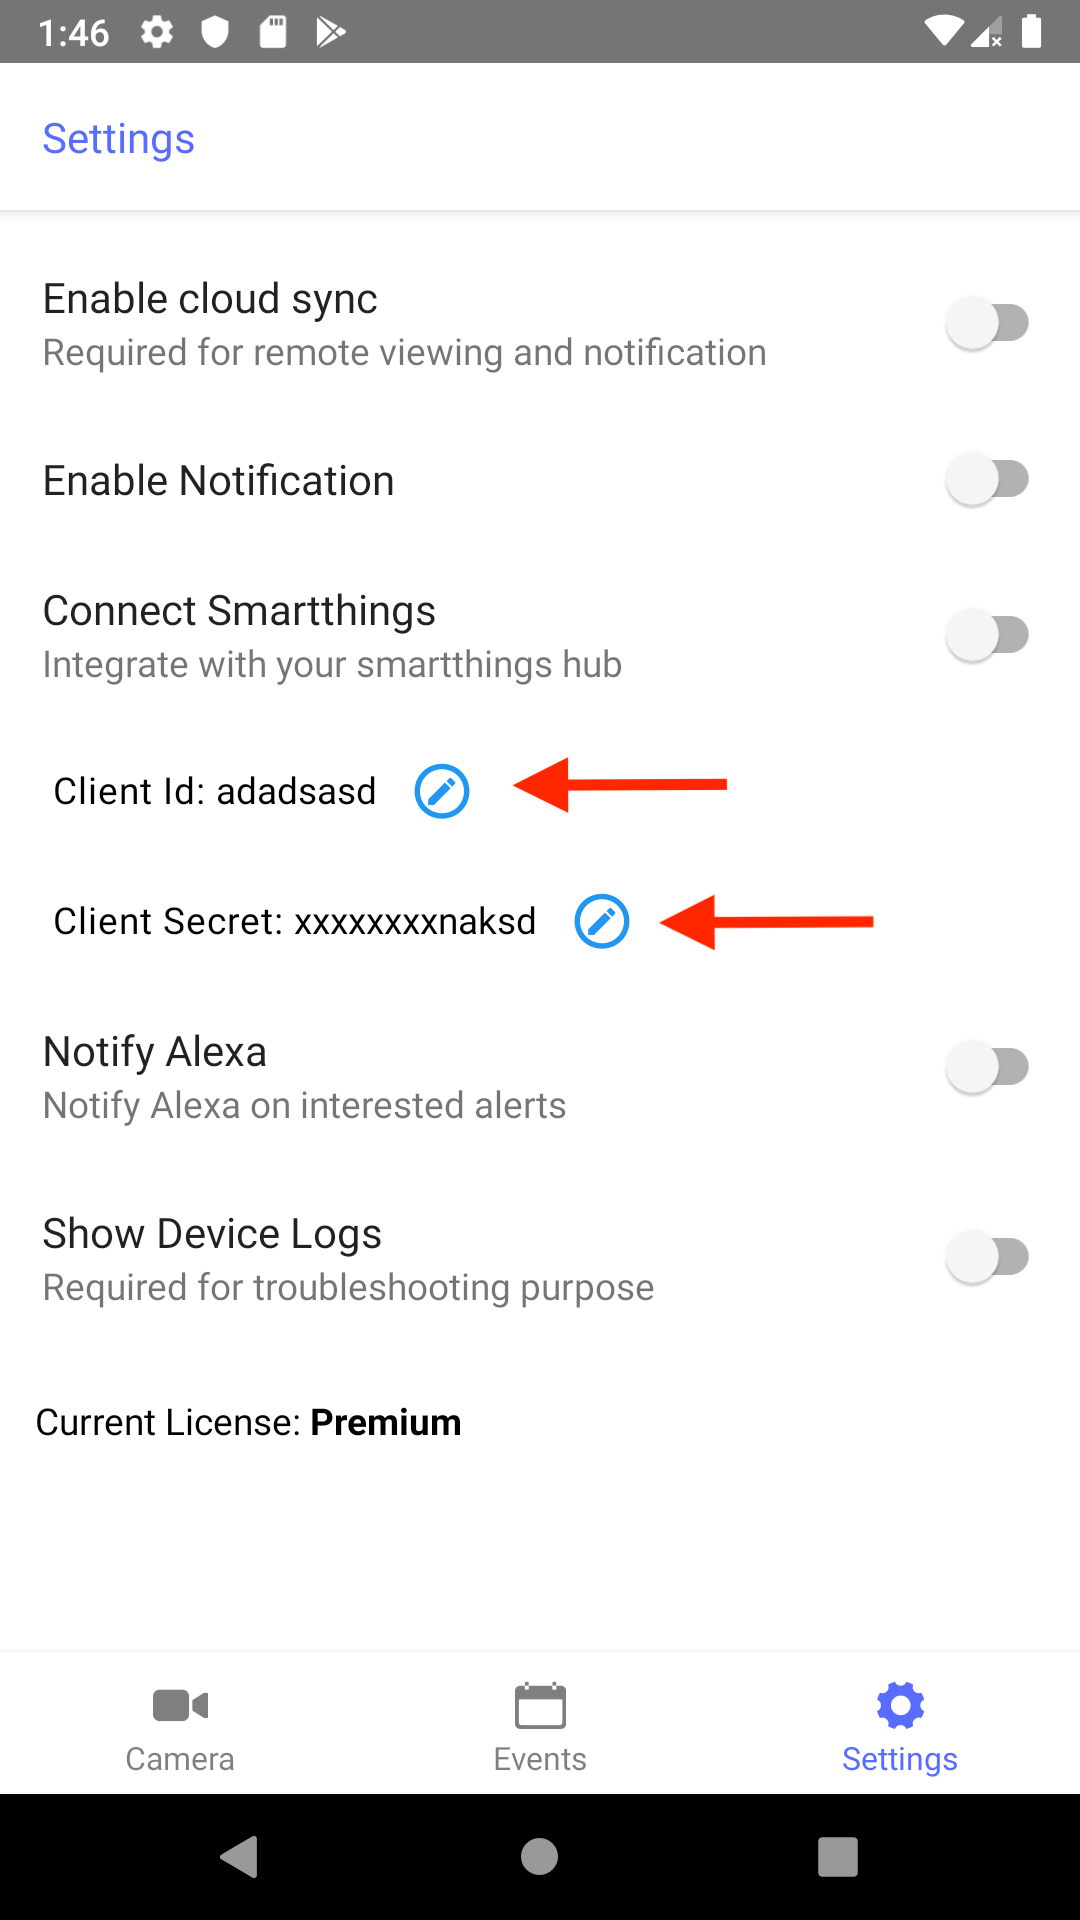 1:46
Settings
Enable cloud sync
Required for remote viewing and notification
Enable Notification
Connect Smartthings
Integrate with your smartthings hub
Client Id: adadsasd
Client Secret: xxxxxxxxnaksd
Notify Alexa
Notify Alexa on interested alerts
Show Device Logs
Required for troubleshooting purpose
Current License: Premium
Camera
Events
Settings